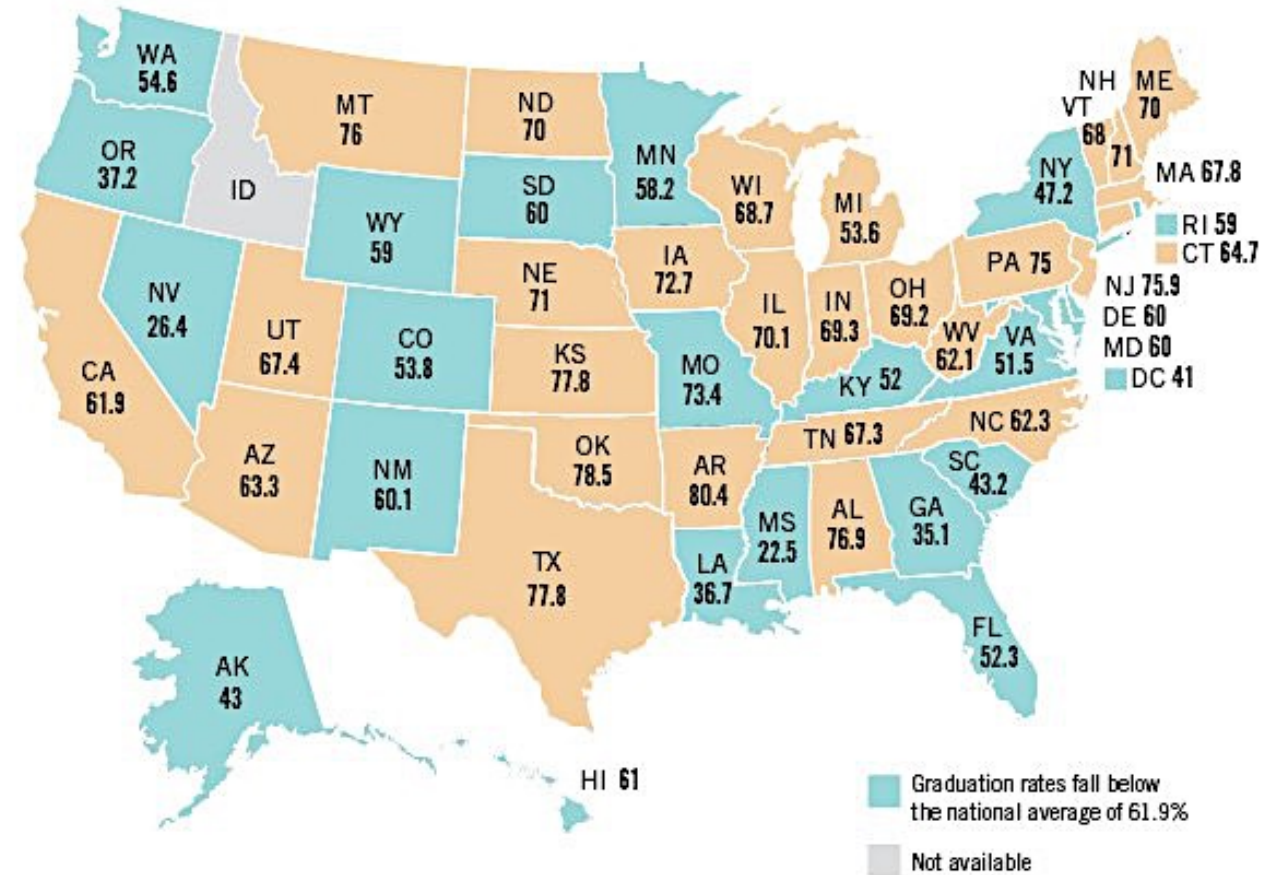 WA
54.6
OR
37.2
ID
MT
76
ND
70
MN
58.2
SD
60
WY
59
NV
26.4
UT
67.4
CO
53.8
NE
71
IA
72.7
WI
68.7
MI
53.6
CA
61.9
AZ
63.3
NM
60.1
KS
77.8
MO
73.4
IL
70.1
IN
69.3
OH
69.2
KY 52
WV
62.1
VA
51.5
PA 75
NY
47.2
VT
68
NH
71
ME
70
MA 67.8
RI 59
CT 64.7
NJ 75.9
DE 60
MD 60
DC 41
OK
78.5
AR
80.4
TN 67.3
NC 62.3
SC
43.2
TX
77.8
LA
36.7
MS
22.5
AL
76.9
GA
35.1
FL
52.3
AK
43
HI 61
Graduation rates fall below
the national average of 61.9%
Not available